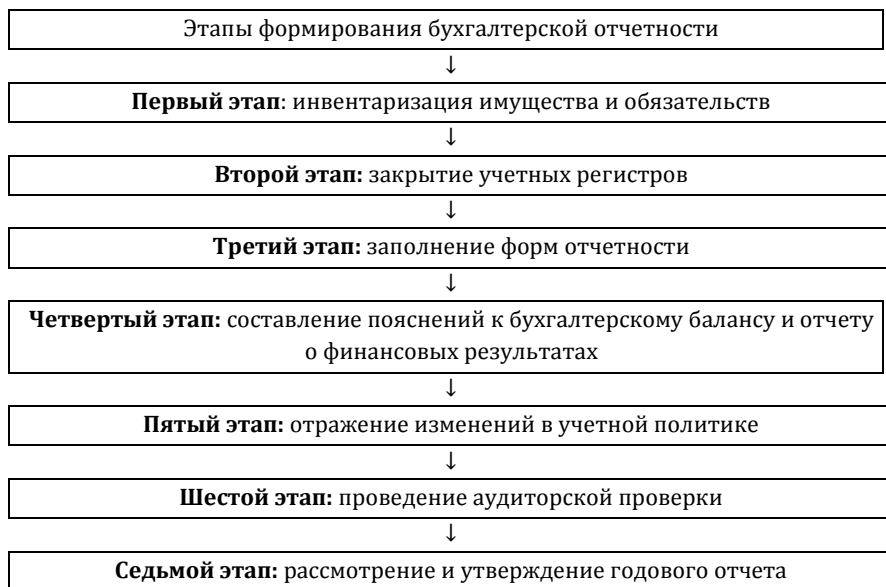 Этапы формирования бухгалтерской отчетности
↓
Первый этап: инвентаризация имущества и обязательств
↓
Второй этап: закрытие учетных регистров
↓
Третий этап: заполнение форм отчетности
↓
Четвертый этап: составление пояснений к бухгалтерскому балансу и отчету
о финансовых результатах
↓
Пятый этап: отражение изменений в учетной политике
↓
Шестой этап: проведение аудиторской проверки
↓
Седьмой этап: рассмотрение и утверждение годового отчета